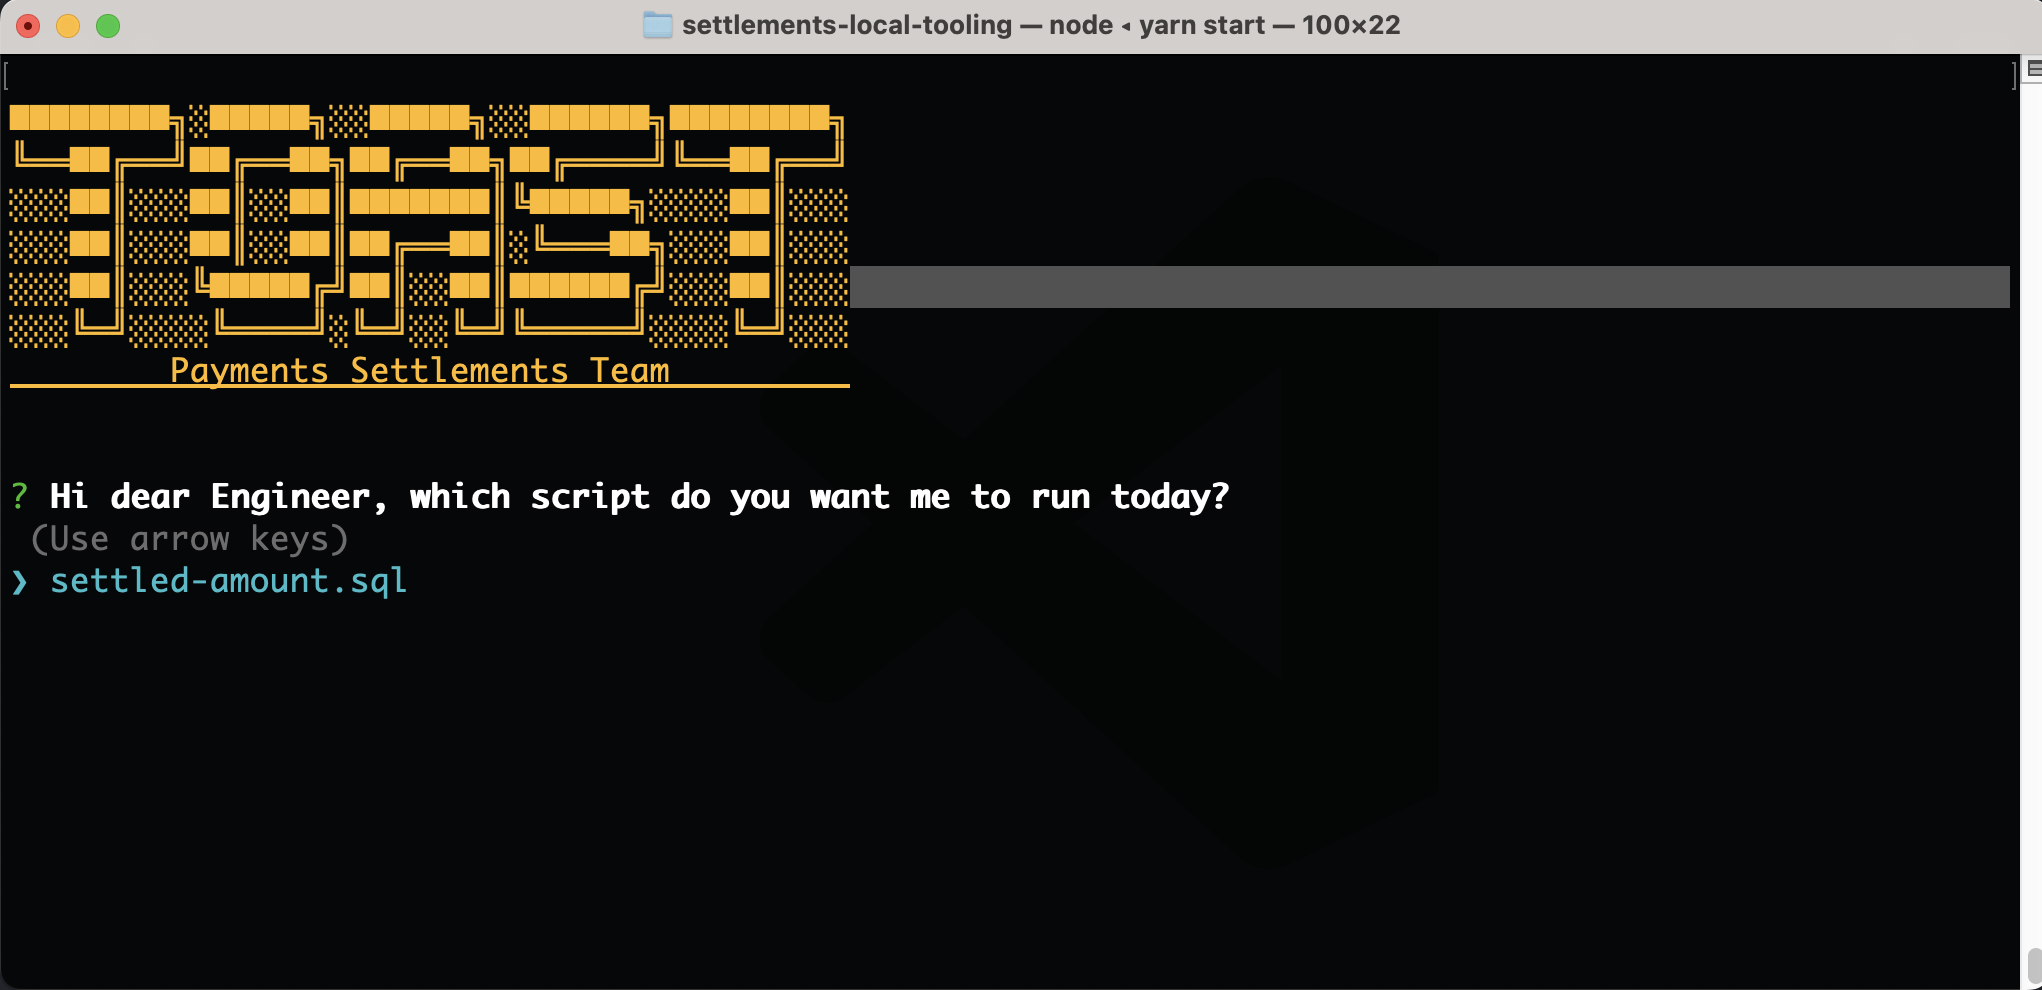 settlements-local-tooling — node ◂ yarn start — 100×22
TOAST
Payments Settlements Team
? Hi dear Engineer, which script do you want me to run today?
(Use arrow keys)
❯ settled-amount.sql